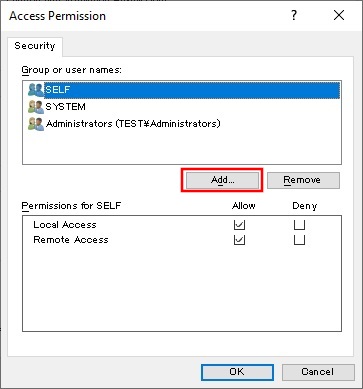 Access Permission
Security
Group or user names:
SELF
SYSTEM
Administrators (TEST¥Administrators)
Add...
Remove
Permissions for SELF Allow Deny
Local Access
Remote Access
OK
Cancel